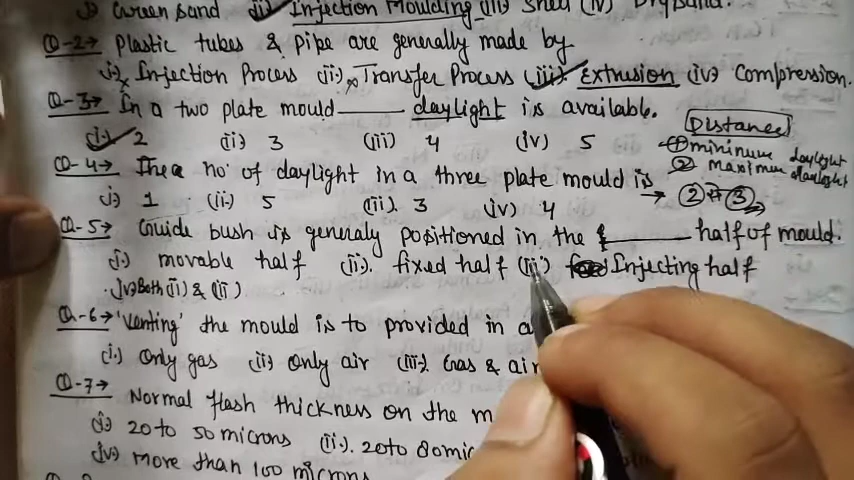 (i) Green sand (ii) Injection Moulding (iii) Shell (iv) Dry sand.
Q-2→ Plastic tubes & pipe are generally made by
(i) Injection Process (ii) Transfer Process (iii) Extrusion (iv) Compression.
Q-3→ In a two plate mould ____ daylight is available.
(i) 2 (ii) 3 (iii) 4 (iv) 5
Distance
① mininum daylight
② maximum daylight
Q-4→ The no. of daylight in a three plate mould is
→ ② ③
i) 1 (ii) 5 (iii). 3 (iv) 4
Q-5→ Guide bush is generaly positioned in the ____ half of mould.
(i) movable half (ii). fixed half (iii) Injecting half
(iv) Both (i) & (ii)
Q-6→ 'Venting' the mould is to provided in a
(i.) Only gas (ii) Only air (iii). Gas & air
Q-7→ Normal flash thickness on the m
(i) 20 to 50 microns (ii.). 20 to 80 mic
(iv) More than 100 microns